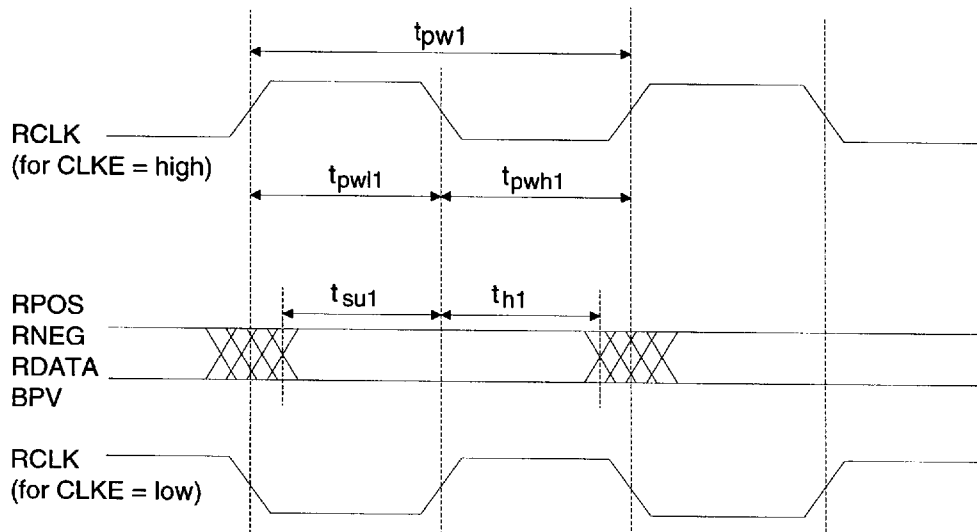 tpw1
RCLK
(for CLKE = high)
tpwl1
tpwh1
RPOS
RNEG
RDATA
BPV
tsu1
th1
RCLK
(for CLKE = low)